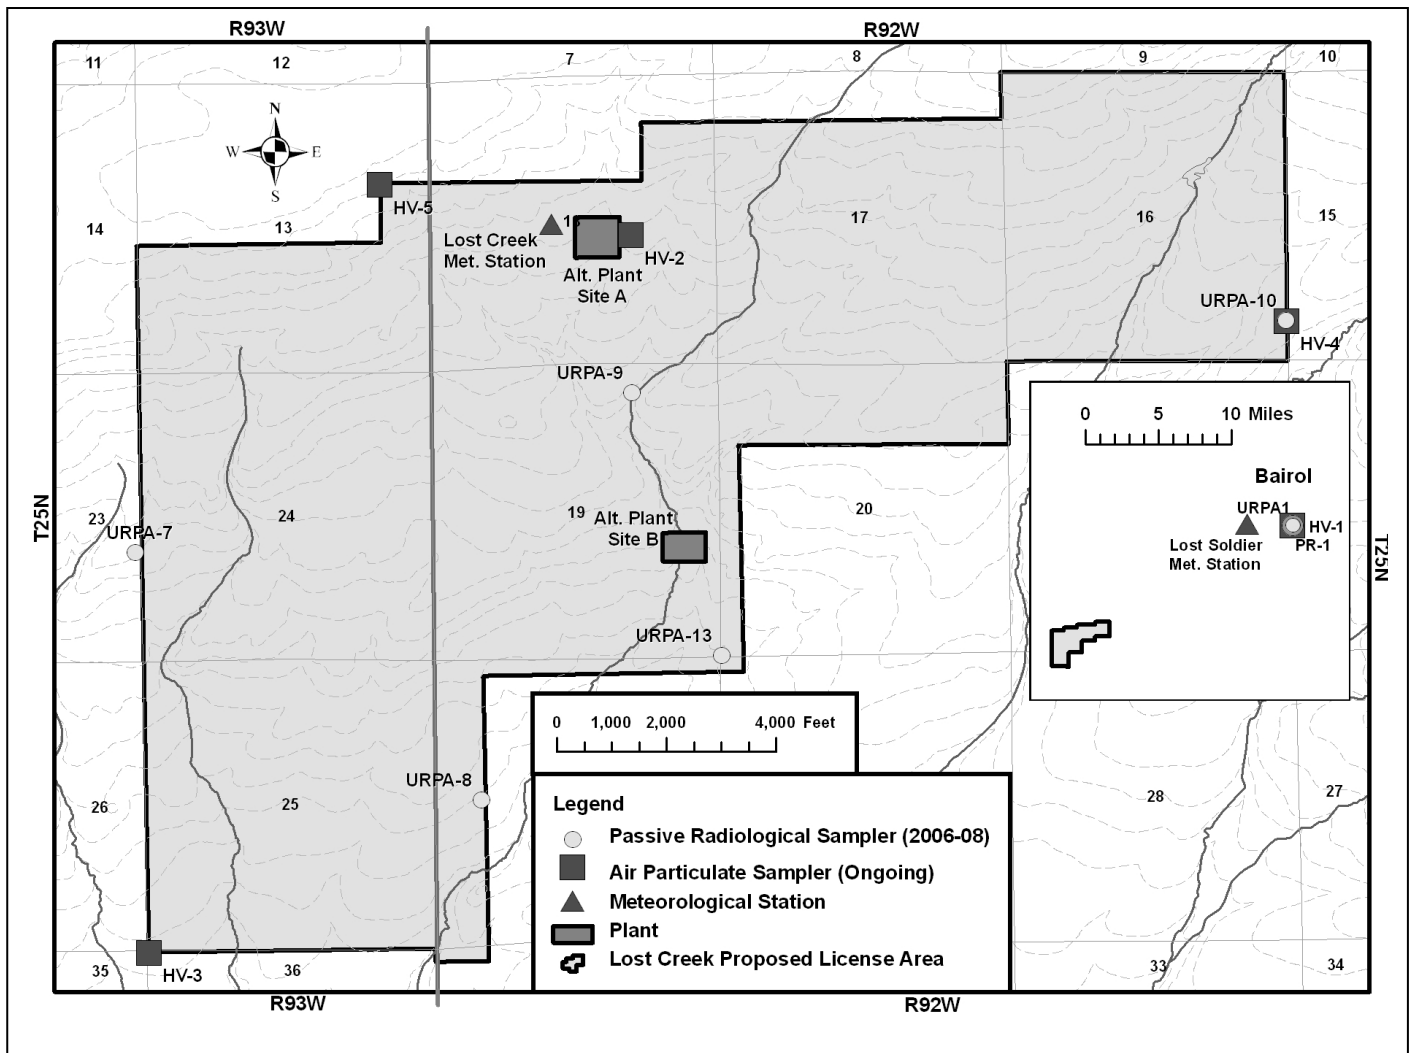 R93W
R92W
11
12
7
8
9
10
N
W
E
S
HV-5
14
13
Lost Creek
Met. Station
HV-2
Alt. Plant
Site A
17
16
15
URPA-10
HV-4
URPA-9
0 5 10 Miles
Bairol
URPA1
HV-1
PR-1
Lost Soldier
Met. Station
T25N
T25N
23
URPA-7
24
19
Alt. Plant
Site B
20
URPA-13
0 1,000 2,000 4,000 Feet
URPA-8
26
25
28
27
Legend
Passive Radiological Sampler (2006-08)
Air Particulate Sampler (Ongoing)
Meteorological Station
Plant
Lost Creek Proposed License Area
35
HV-3
36
33
34
R93W
R92W